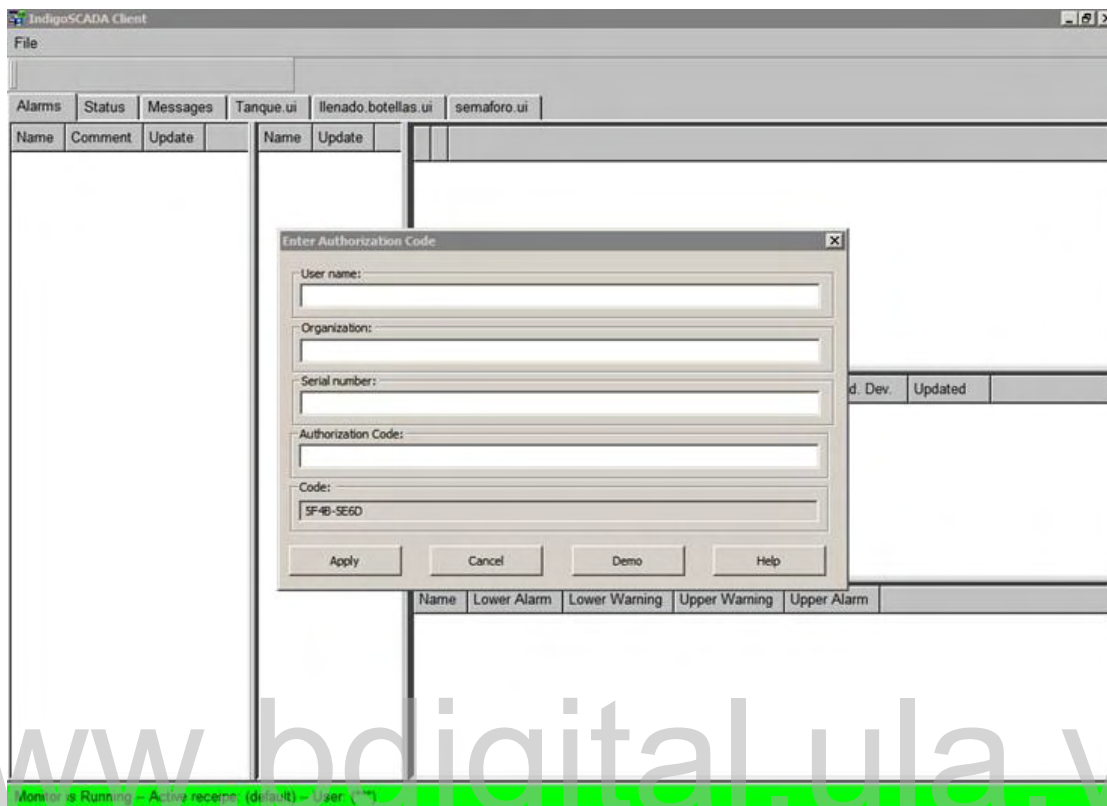 IndigoSCADA Client
File
Alarms Status Messages Tanque.ui llenado.botellas.ui semaforo.ui
Name Comment Update Name Update
Enter Authorization Code
User name:
Organization:
Serial number:
d. Dev. Updated
Authorization Code:
Code:
5F4B-5E6D
Apply Cancel Demo Help
Name Lower Alarm Lower Warning Upper Warning Upper Alarm
www.bdigital.ula.v
Monitor is Running -- Active receipe: (default) -- User: